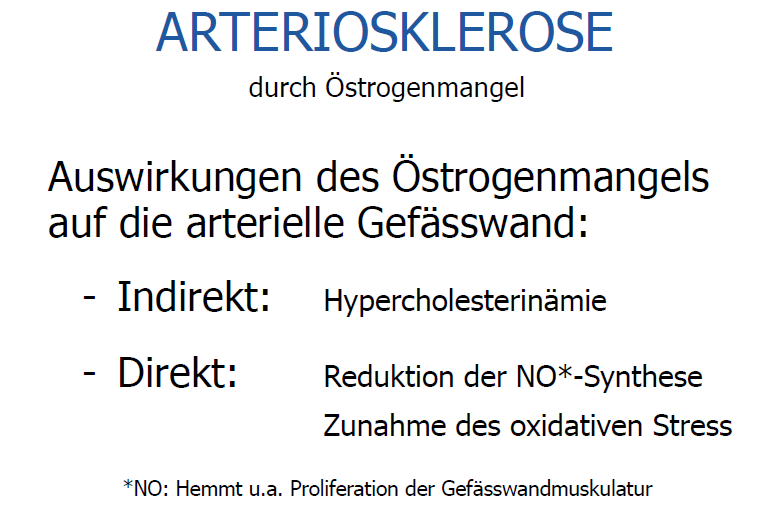 ARTERIOSKLEROSE
durch Östrogenmangel
Auswirkungen des Östrogenmangels
auf die arterielle Gefässwand:
- Indirekt: Hypercholesterinämie
- Direkt: Reduktion der NO*-Synthese
Zunahme des oxidativen Stress
*NO: Hemmt u.a. Proliferation der Gefässwandmuskulatur